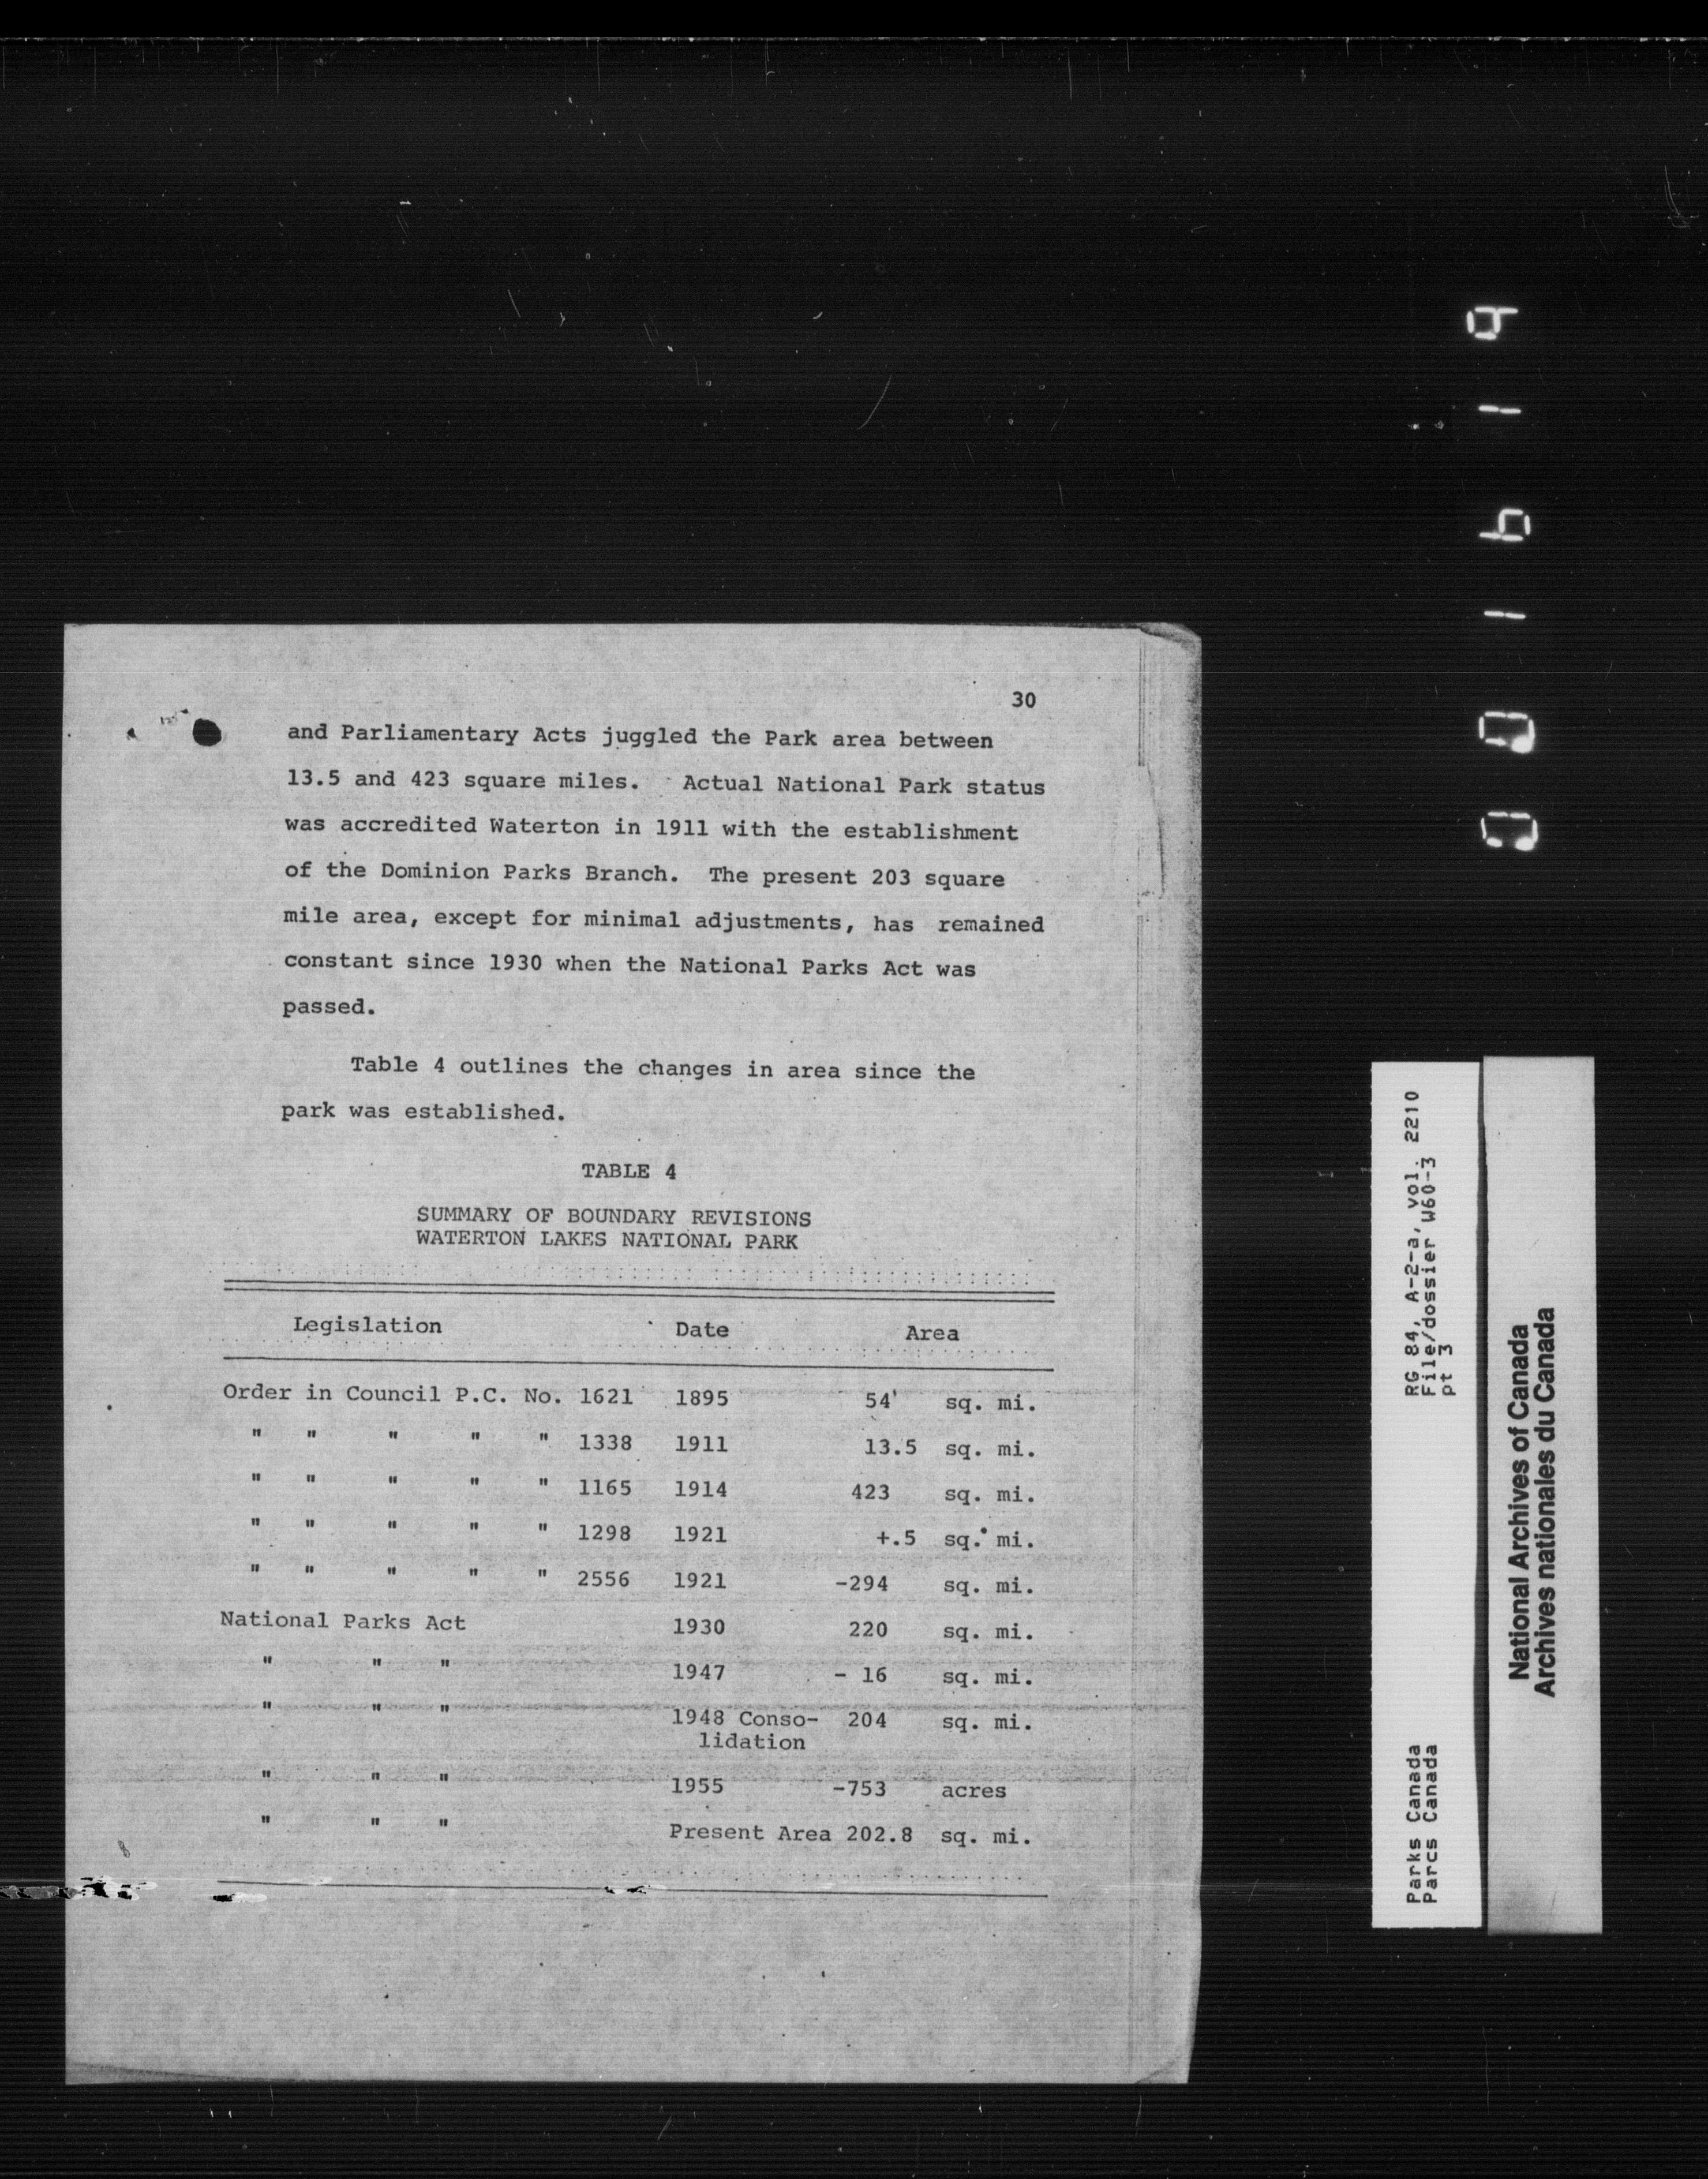 30
and Parliamentary Acts juggled the Park area between
13.5 and 423 square miles. Actual National Park status
was accredited Waterton in 1911 with the establishment
of the Dominion Parks Branch. The present 203 square
mile area, except for minimal adjustments, has remained
constant since 1930 when the National Parks Act was
passed.
Table 4 outlines the changes in area since the
park was established.
TABLE 4
SUMMARY OF BOUNDARY REVISIONS
WATERTON LAKES NATIONAL PARK
Legislation Date Area
Order in Council P.C. No. 1621 1895 54 sq. mi.
" " " " " 1338 1911 13.5 sq. mi.
" " " " " 1165 1914 423 sq. mi.
" " " " " 1298 1921 +.5 sq. mi.
" " " " " 2556 1921 -294 sq. mi.
National Parks Act 1930 220 sq. mi.
" " " 1947 - 16 sq. mi.
" " " 1948 Conso- 204 sq. mi.
lidation
" " " 1955 -753 acres
" " " Present Area 202.8 sq. mi.
RG 84, A-2-a, vol. 2210
File/dossier W60-3
pt 3
Parks Canada
Parcs Canada
National Archives of Canada
Archives nationales du Canada